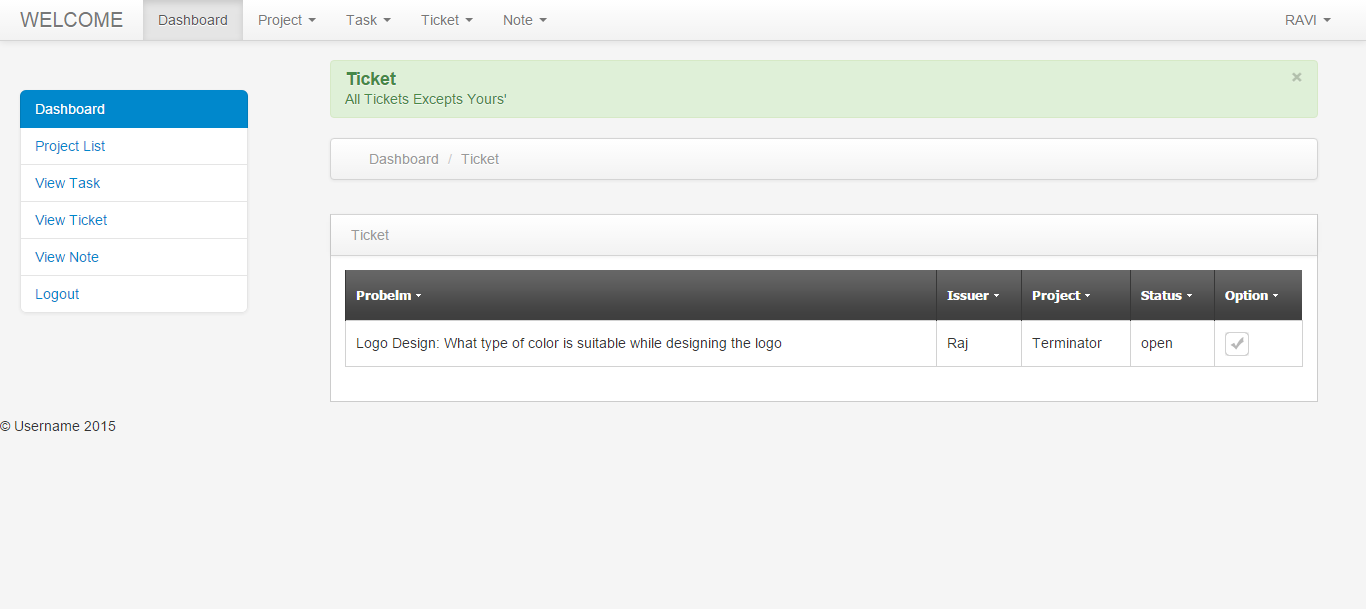 WELCOME Dashboard Project Task Ticket Note RAVI
Dashboard
Project List
View Task
View Ticket
View Note
Logout
Ticket ×
All Tickets Excepts Yours'
Dashboard / Ticket
Ticket
Probelm Issuer Project Status Option
Logo Design: What type of color is suitable while designing the logo Raj Terminator open
© Username 2015